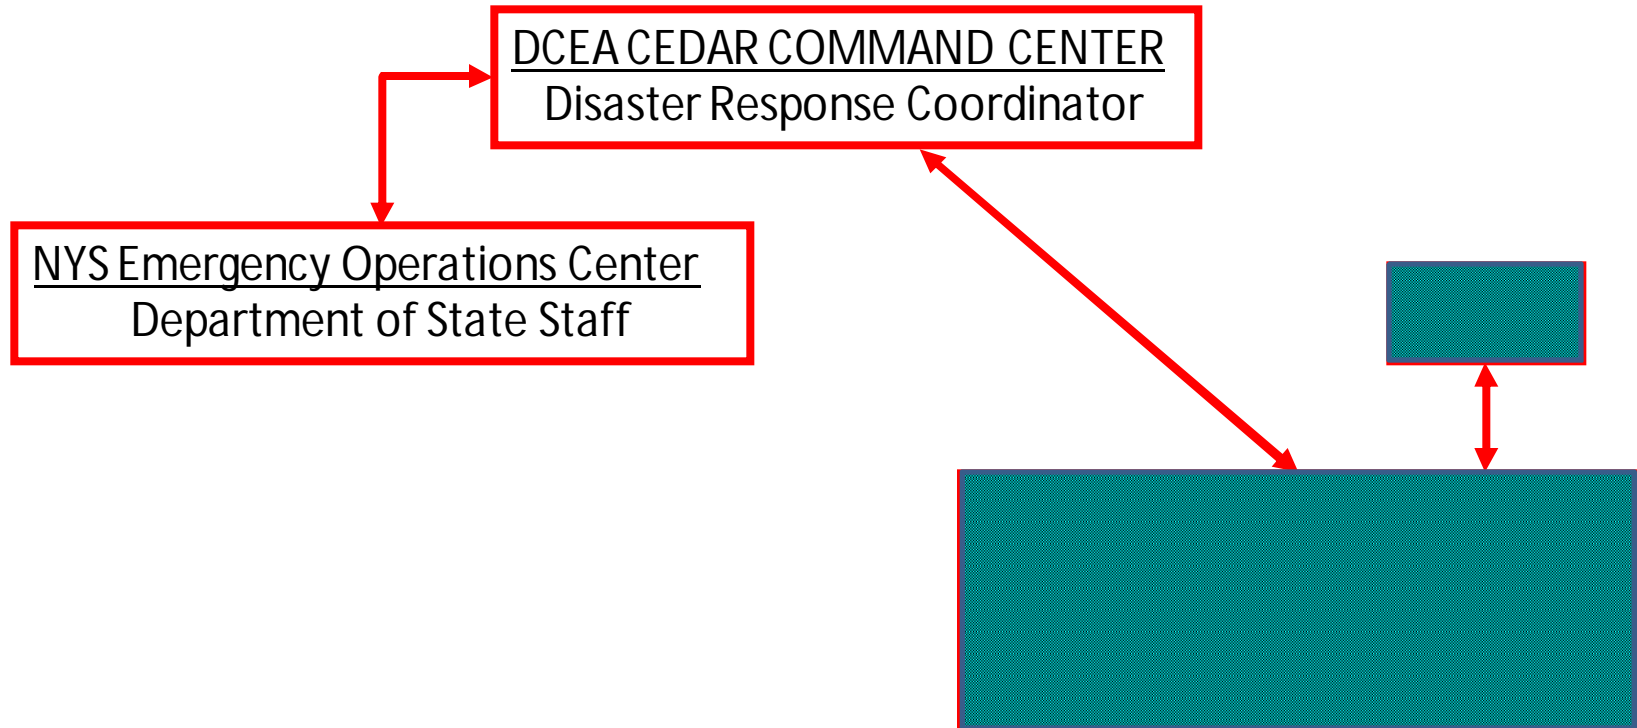 DCEA CEDAR COMMAND CENTER
Disaster Response Coordinator
NYS Emergency Operations Center
Department of State Staff